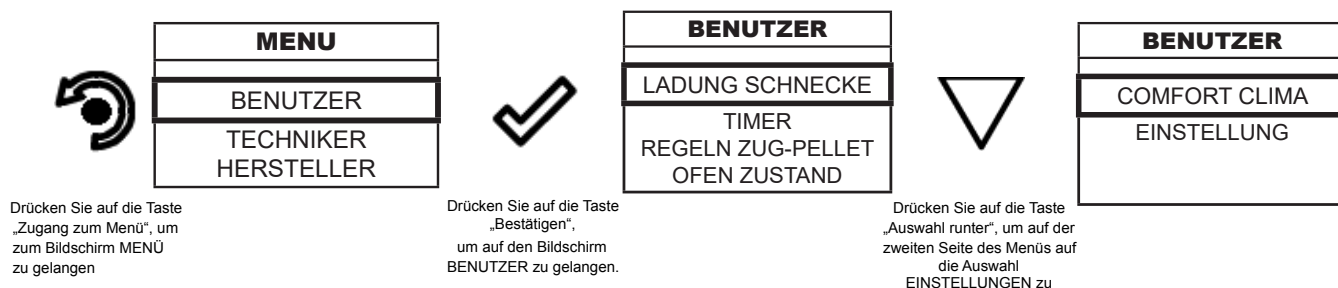 MENU
BENUTZER
TECHNIKER
HERSTELLER
Drücken Sie auf die Taste
„Zugang zum Menü“, um
zum Bildschirm MENÜ
zu gelangen
BENUTZER
LADUNG SCHNECKE
TIMER
REGELN ZUG-PELLET
OFEN ZUSTAND
Drücken Sie auf die Taste
„Bestätigen”,
um auf den Bildschirm
BENUTZER zu gelangen.
BENUTZER
COMFORT CLIMA
EINSTELLUNG
Drücken Sie auf die Taste
„Auswahl runter“, um auf der
zweiten Seite des Menüs auf
die Auswahl
EINSTELLUNGEN zu